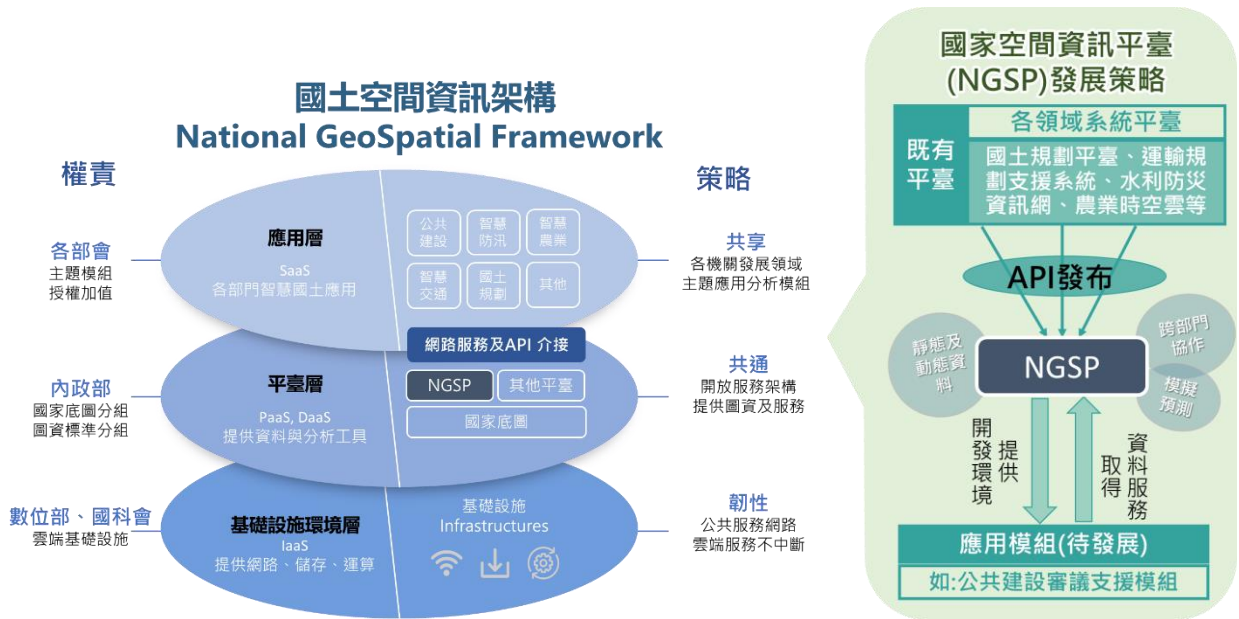 國土空間資訊架構
National GeoSpatial Framework
權責
策略
各部會
主題模組
授權加值
應用層
SaaS
各部門智慧國土應用
公共
建設
智慧
防汛
智慧
農業
智慧
交通
國土
規劃
其他
共享
各機關發展領域
主題應用分析模組
內政部
國家底圖分組
圖資標準分組
平臺層
PaaS, DaaS
提供資料與分析工具
網路服務及API 介接
NGSP
其他平臺
國家底圖
共通
開放服務架構
提供圖資及服務
數位部、國科會
雲端基礎設施
基礎設施環境層
IaaS
提供網路、儲存、運算
基礎設施
Infrastructures
韌性
公共服務網路
雲端服務不中斷
國家空間資訊平臺
(NGSP)發展策略
既有
平臺
各領域系統平臺
國土規劃平臺、運輸規
劃支援系統、水利防災
資訊網、農業時空雲等
API發布
靜態及
動態資
料
NGSP
跨部門
協作
模擬
預測
提供
開發環境
資料服務
取得
應用模組(待發展)
如:公共建設審議支援模組